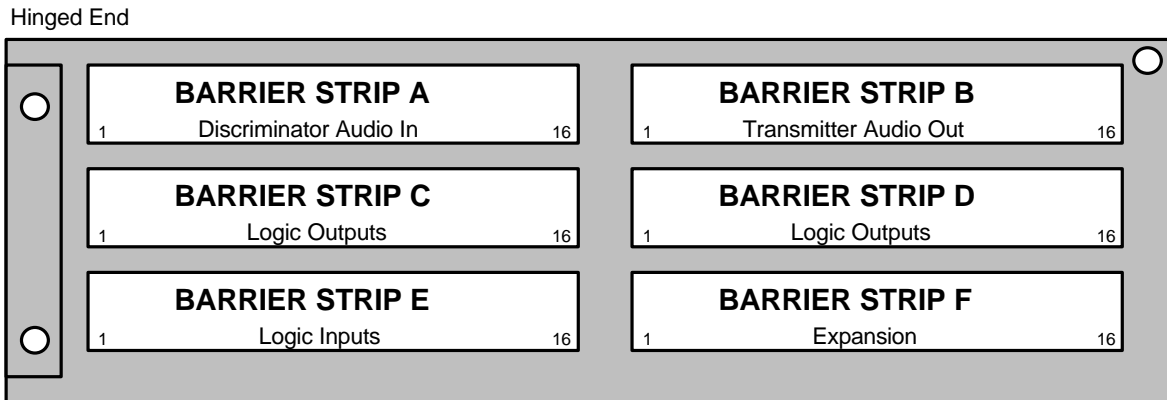 Hinged End
BARRIER STRIP A
Discriminator Audio In
1 16
BARRIER STRIP B
Transmitter Audio Out
1 16
BARRIER STRIP C
Logic Outputs
1 16
BARRIER STRIP D
Logic Outputs
1 16
BARRIER STRIP E
Logic Inputs
1 16
BARRIER STRIP F
Expansion
1 16